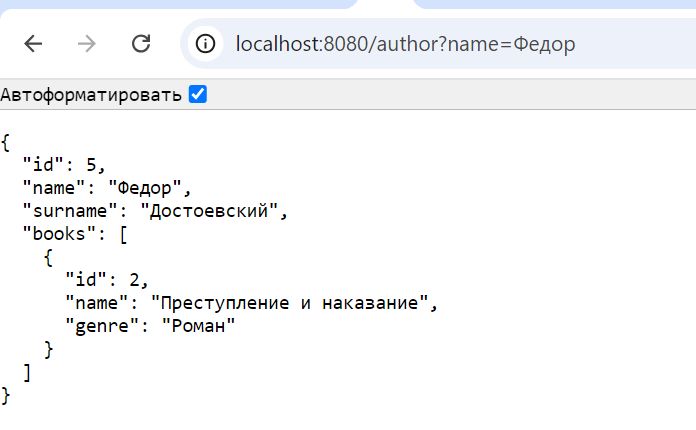 localhost:8080/author?name=Федор
Автоформатировать
{
  "id": 5,
  "name": "Федор",
  "surname": "Достоевский",
  "books": [
    {
      "id": 2,
      "name": "Преступление и наказание",
      "genre": "Роман"
    }
  ]
}